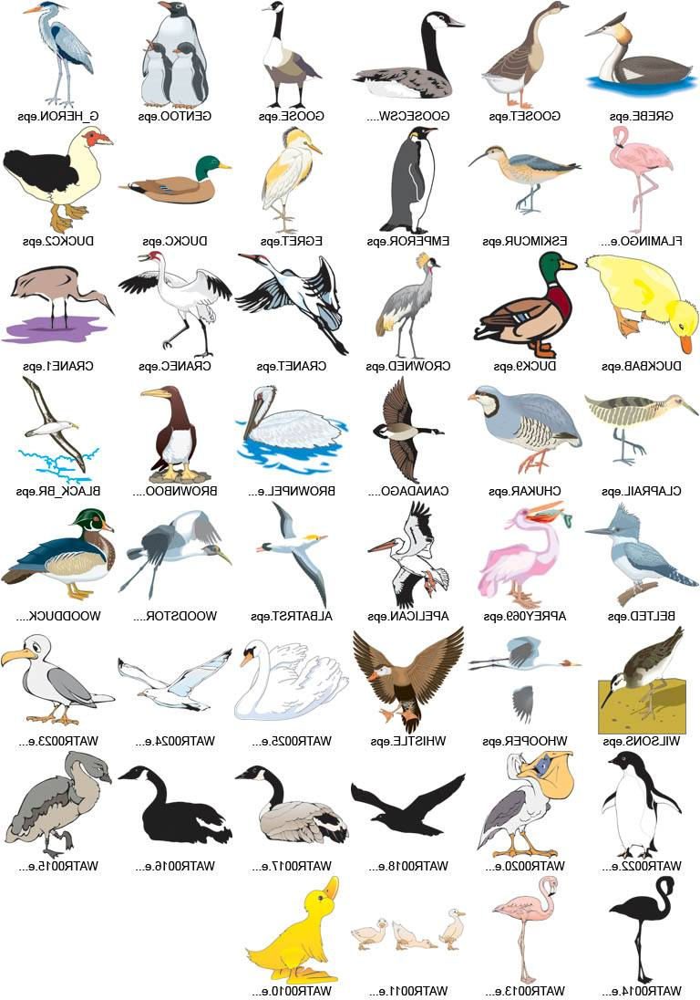 GREBE.eps
GOOSET.eps
GOOSECSW....
GOOSE.eps
GENTOO.eps
G_HERON.eps
FLAMINGO.e...
ESKIMCUR.eps
EMPEROR.eps
EGRET.eps
DUCKC.eps
DUCKC2.eps
DUCKBAB.eps
DUCK9.eps
CROWNED.eps
CRANET.eps
CRANEC.eps
CRANE1.eps
CLAPRAIL.eps
CHUKAR.eps
CANADAGO....
BROWNPEL.e...
BROWNBOO....
BLACK_BR.eps
BELTED.eps
APREY069.eps
APELICAN.eps
ALBATRST.eps
WOODSTOR....
WOODDUCK....
WILSONS.eps
WHOOPER.eps
WHISTLE.eps
WATR0025.e...
WATR0024.e...
WATR0023.e...
WATR0022.e...
WATR0020.e...
WATR0018.e...
WATR0017.e...
WATR0016.e...
WATR0015.e...
WATR0014.e...
WATR0013.e...
WATR0011.e...
WATR0010.e...